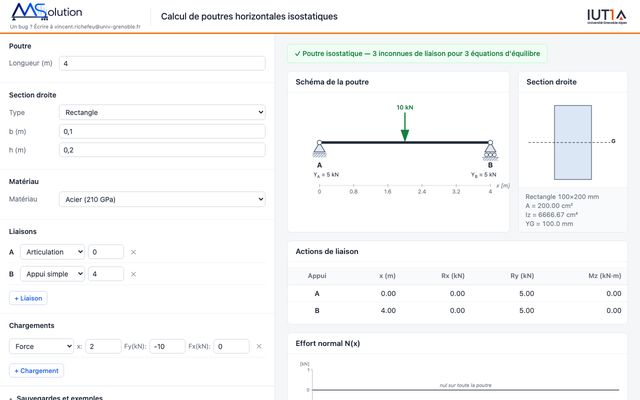 MSolution
Un bug ? Écrire à vincent.richefeu@univ-grenoble.fr
Calcul de poutres horizontales isostatiques
IUT1
Université Grenoble Alpes
Poutre
Longueur (m) 4
Section droite
Type Rectangle
b (m) 0,1
h (m) 0,2
Matériau
Matériau Acier (210 GPa)
Liaisons
A Articulation 0 ×
B Appui simple 4 ×
+ Liaison
Chargements
Force x: 2 Fy(kN): -10 Fx(kN): 0 ×
+ Chargement
Sauvegardes et exemples
✓ Poutre isostatique — 3 inconnues de liaison pour 3 équations d'équilibre
Schéma de la poutre
10 kN
A B
YA = 5 kN YB = 5 kN
x (m)
0 0.8 1.6 2.4 3.2 4
Section droite
G
Rectangle 100×200 mm
A = 200.00 cm²
Iz = 6666.67 cm⁴
YG = 100.0 mm
Actions de liaison
Appui x (m) Rx (kN) Ry (kN) Mz (kN·m)
A 0.00 0.00 5.00 0.00
B 4.00 0.00 5.00 0.00
Effort normal N(x)
[kN]
1
nul sur toute la poutre
0